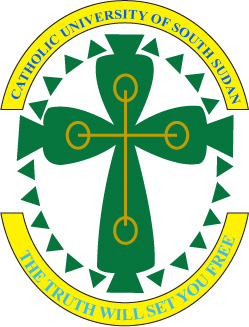 CATHOLIC UNIVERSITY OF SOUTH SUDAN
THE TRUTH WILL SET YOU FREE